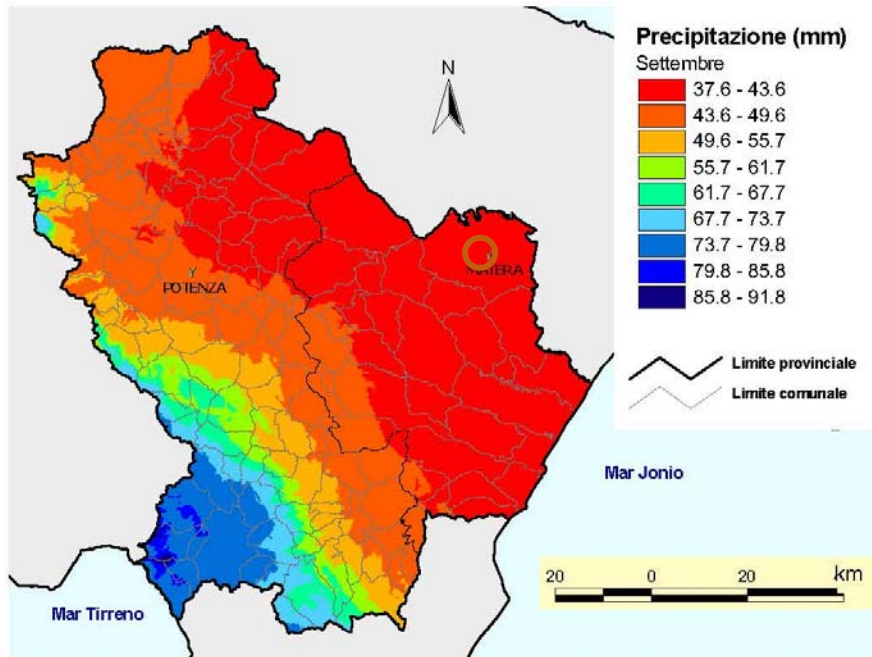 Precipitazione (mm)
Settembre
37.6 - 43.6
43.6 - 49.6
49.6 - 55.7
55.7 - 61.7
61.7 - 67.7
67.7 - 73.7
73.7 - 79.8
79.8 - 85.8
85.8 - 91.8
Limite provinciale
Limite comunale
N
MATERA
POTENZA
Mar Jonio
Mar Tirreno
20 0 20 km